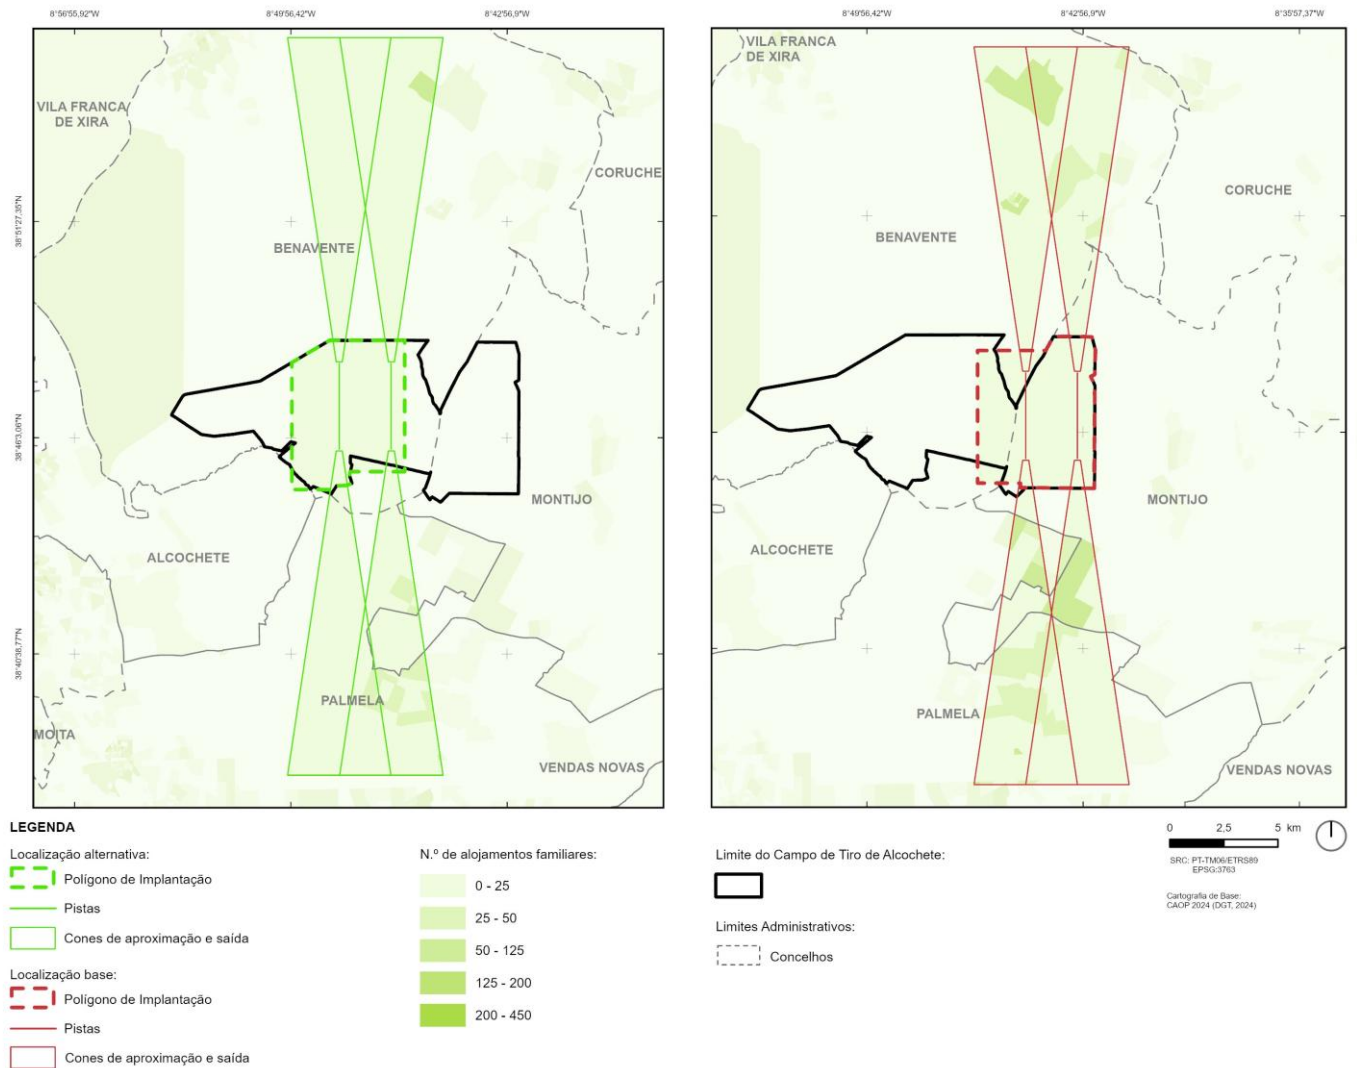 8°56'55,92"W 8°49'56,42"W 8°42'56,9"W
8°49'56,42"W 8°42'56,9"W 8°35'57,37"W
38°51'27,35"N
38°46'3,06"N
38°40'38,77"N
VILA FRANCA
DE XIRA
CORUCHE
BENAVENTE
MONTIJO
ALCOCHETE
PALMELA
MOITA
VENDAS NOVAS
VILA FRANCA
DE XIRA
CORUCHE
BENAVENTE
MONTIJO
ALCOCHETE
PALMELA
VENDAS NOVAS
LEGENDA
Localização alternativa:
Polígono de Implantação
Pistas
Cones de aproximação e saída
Localização base:
Polígono de Implantação
Pistas
Cones de aproximação e saída
N.º de alojamentos familiares:
0 - 25
25 - 50
50 - 125
125 - 200
200 - 450
Limite do Campo de Tiro de Alcochete:
Limites Administrativos:
Concelhos
0 2,5 5 km
SRC: PT-TM06/ETRS89
EPSG:3763
Cartografia de Base:
CAOP 2024 (DGT, 2024)